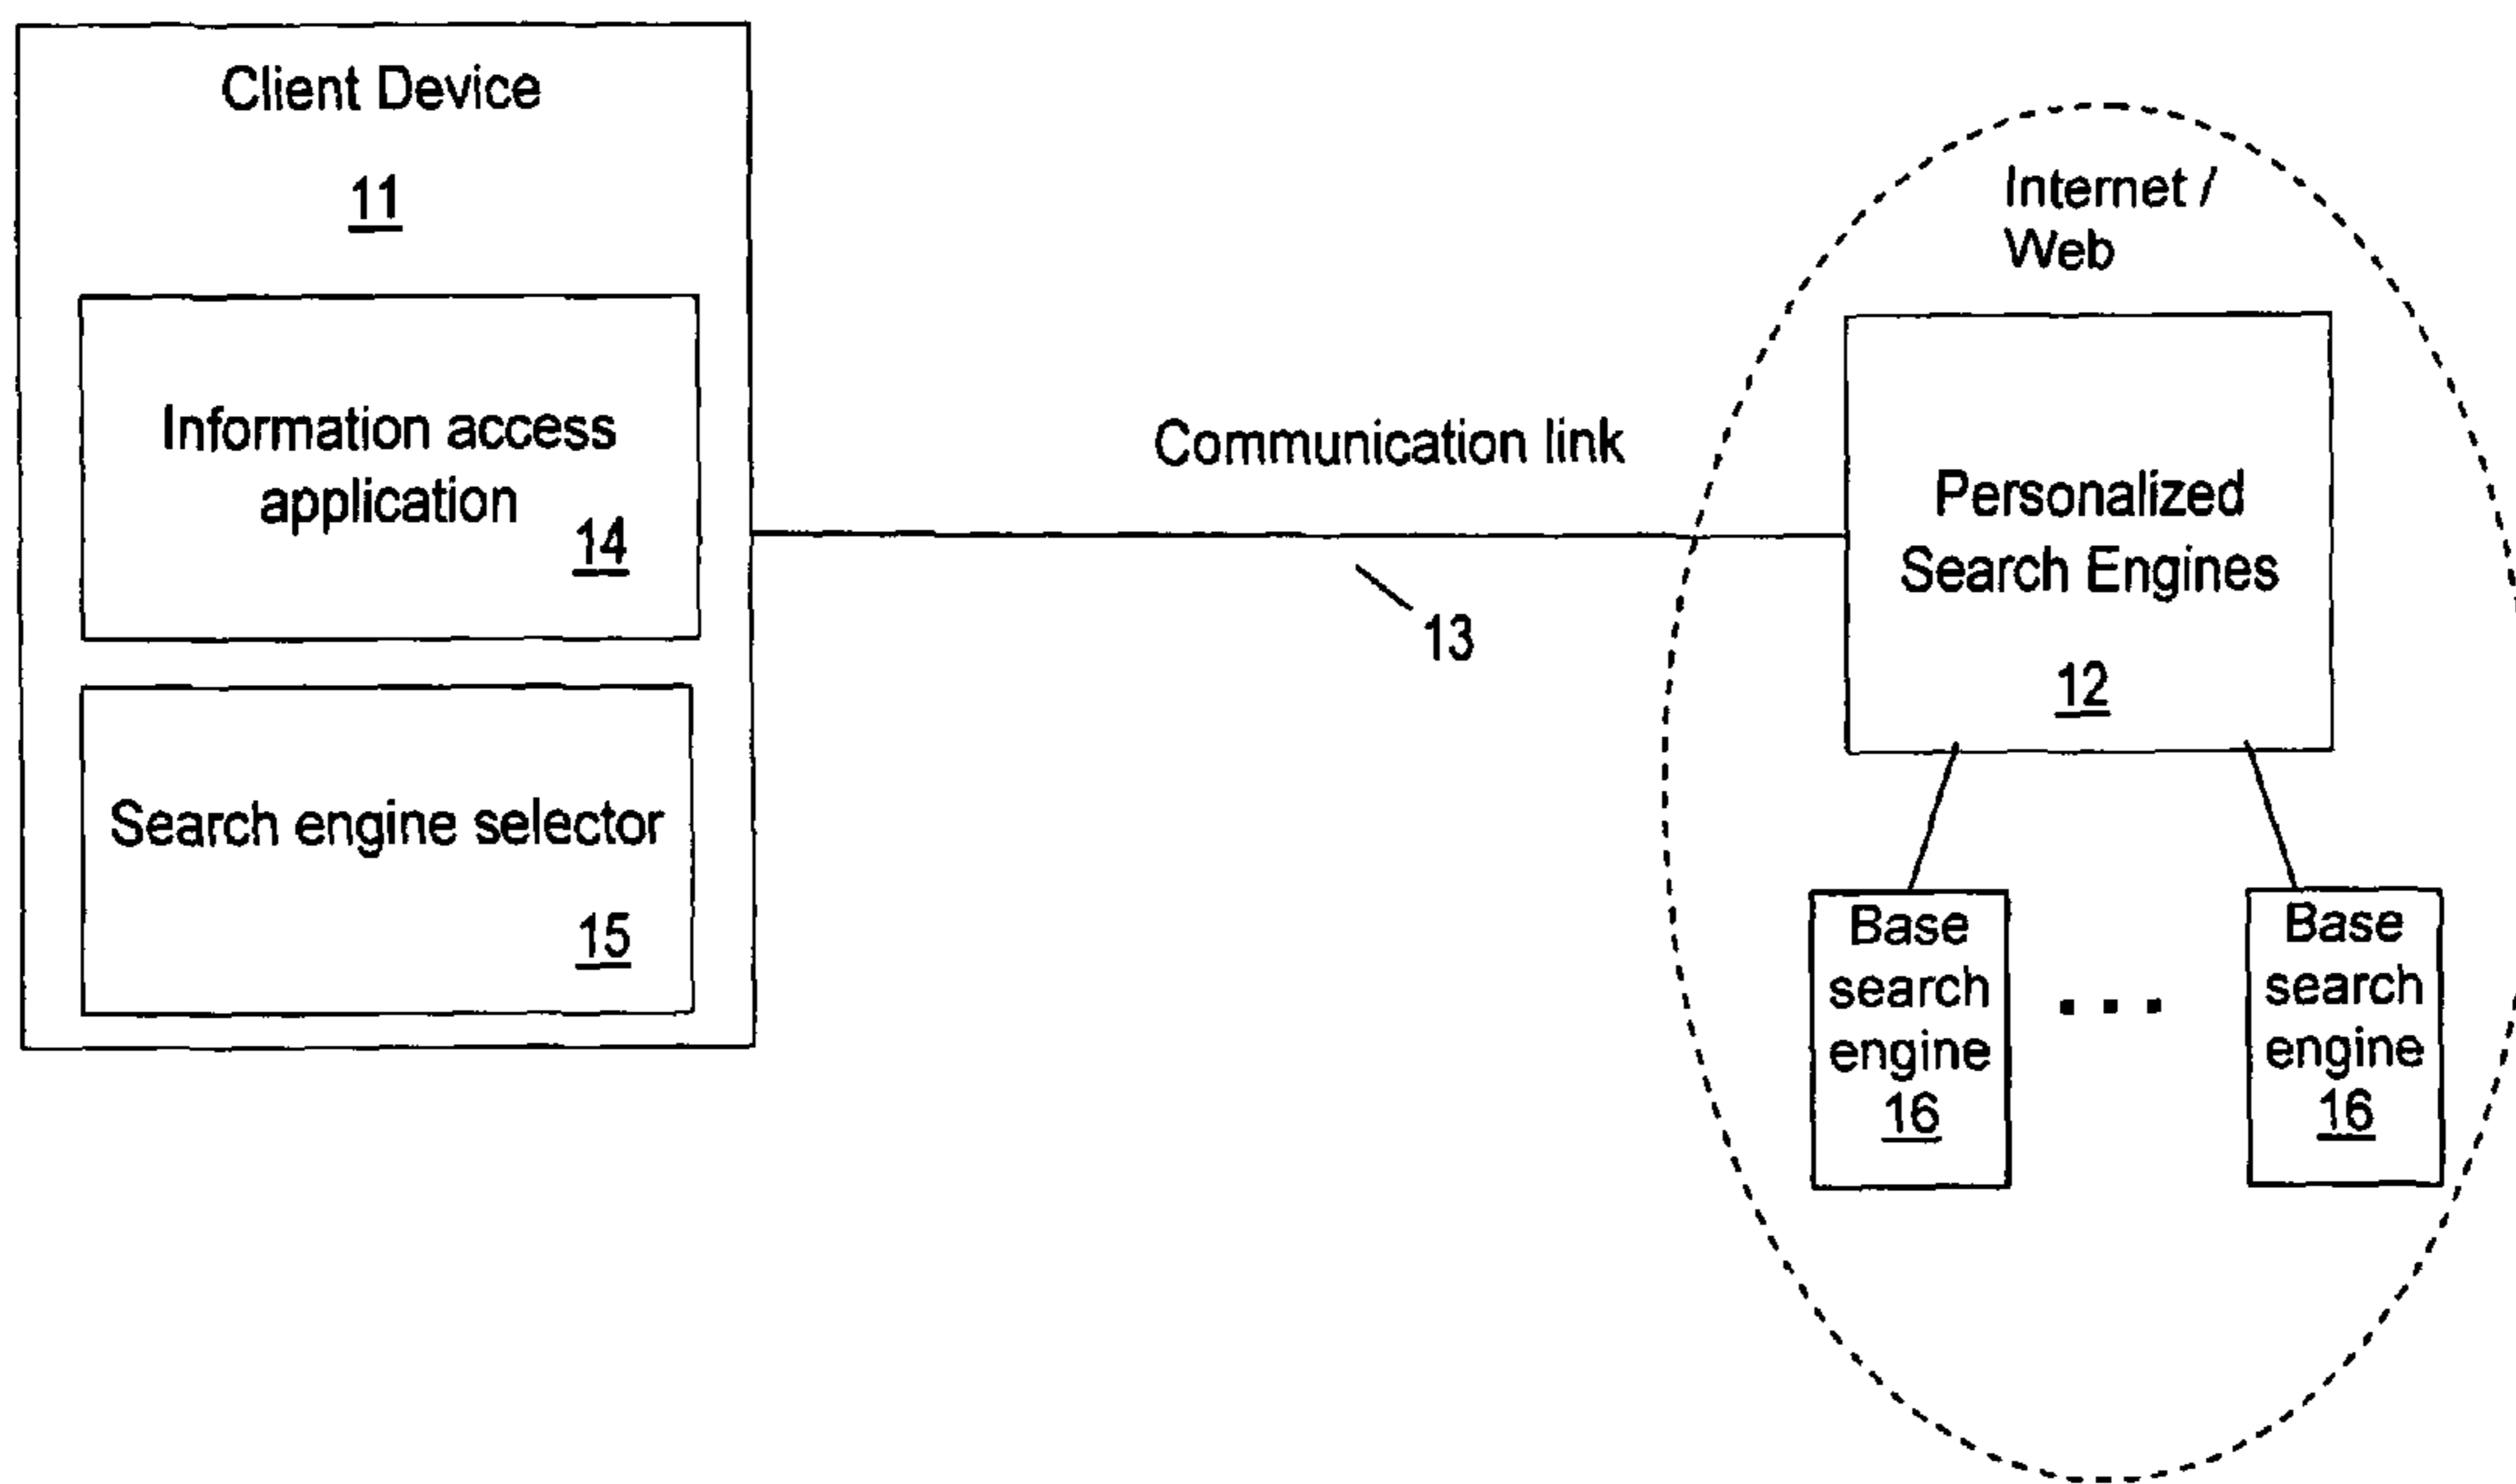 Client Device
11
Information access
application
14
Search engine selector
15
Communication link
13
Internet /
Web
Personalized
Search Engines
12
Base
search
engine
16
...
Base
search
engine
16